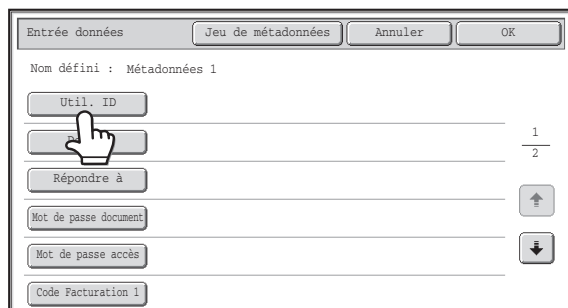 Entrée données Jeu de métadonnées Annuler OK
Nom défini : Métadonnées 1
Util. ID
1
2
Répondre à
Mot de passe document
Mot de passe accès
Code Facturation 1